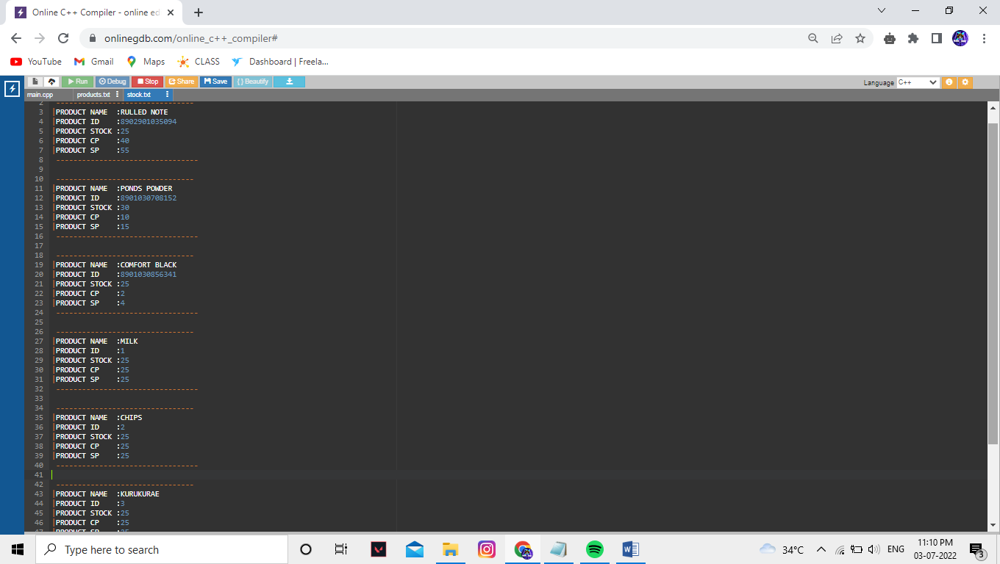 Online C++ Compiler - online ed
onlinegdb.com/online_c++_compiler#
YouTube Gmail Maps CLASS Dashboard | Freela...
Run Debug Stop Share Save {} Beautify Language C++
main.cpp products.txt stock.txt
2 -------------------------------
3 |PRODUCT NAME :RULLED NOTE
4 |PRODUCT ID :8902901035094
5 |PRODUCT STOCK :25
6 |PRODUCT CP :40
7 |PRODUCT SP :55
8 --------------------------------
9
10 -------------------------------
11 |PRODUCT NAME :PONDS POWDER
12 |PRODUCT ID :8901030708152
13 |PRODUCT STOCK :30
14 |PRODUCT CP :10
15 |PRODUCT SP :15
16 --------------------------------
17
18 -------------------------------
19 |PRODUCT NAME :COMFORT BLACK
20 |PRODUCT ID :8901030856341
21 |PRODUCT STOCK :25
22 |PRODUCT CP :2
23 |PRODUCT SP :4
24 --------------------------------
25
26 -------------------------------
27 |PRODUCT NAME :MILK
28 |PRODUCT ID :1
29 |PRODUCT STOCK :25
30 |PRODUCT CP :25
31 |PRODUCT SP :25
32 --------------------------------
33
34 -------------------------------
35 |PRODUCT NAME :CHIPS
36 |PRODUCT ID :2
37 |PRODUCT STOCK :25
38 |PRODUCT CP :25
39 |PRODUCT SP :25
40 --------------------------------
41
42 -------------------------------
43 |PRODUCT NAME :KURUKURAE
44 |PRODUCT ID :3
45 |PRODUCT STOCK :25
46 |PRODUCT CP :25
47 |PRODUCT SP :25
Type here to search 34°C ENG 11:10 PM
03-07-2022 3